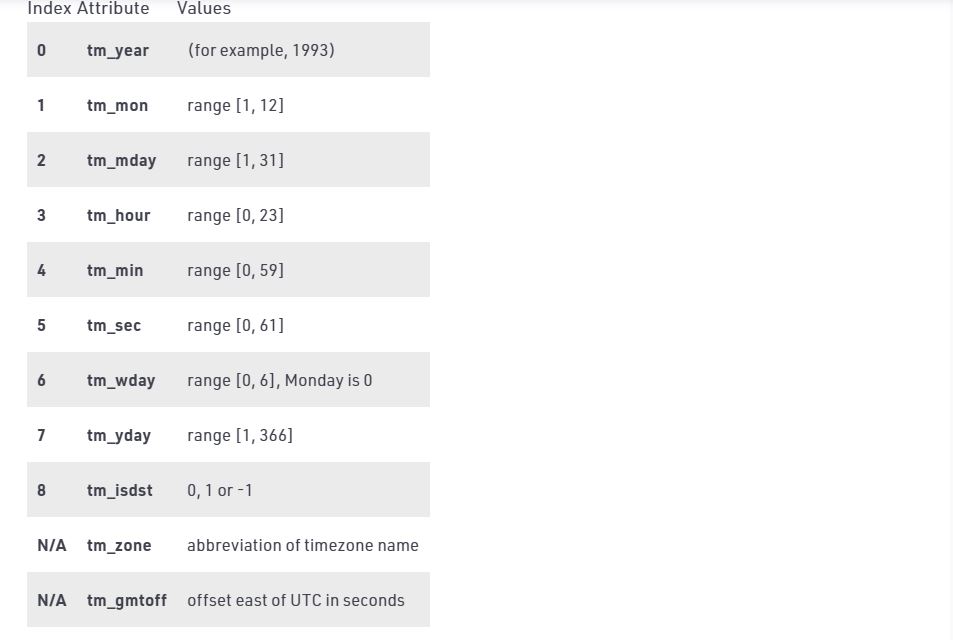 Index Attribute Values
0 tm_year (for example, 1993)
1 tm_mon range [1, 12]
2 tm_mday range [1, 31]
3 tm_hour range [0, 23]
4 tm_min range [0, 59]
5 tm_sec range [0, 61]
6 tm_wday range [0, 6], Monday is 0
7 tm_yday range [1, 366]
8 tm_isdst 0, 1 or -1
N/A tm_zone abbreviation of timezone name
N/A tm_gmtoff offset east of UTC in seconds